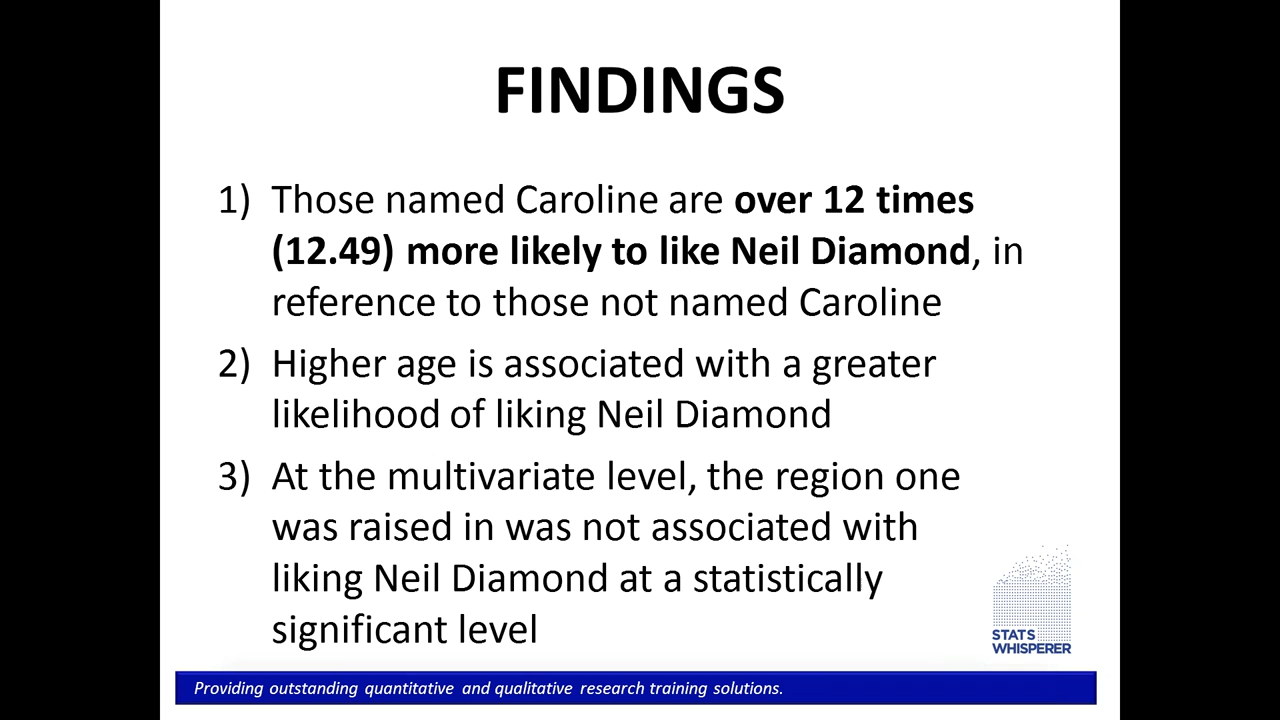 FINDINGS
1) Those named Caroline are over 12 times
(12.49) more likely to like Neil Diamond, in
reference to those not named Caroline
2) Higher age is associated with a greater
likelihood of liking Neil Diamond
3) At the multivariate level, the region one
was raised in was not associated with
liking Neil Diamond at a statistically
significant level
STATS
WHISPERER
Providing outstanding quantitative and qualitative research training solutions.